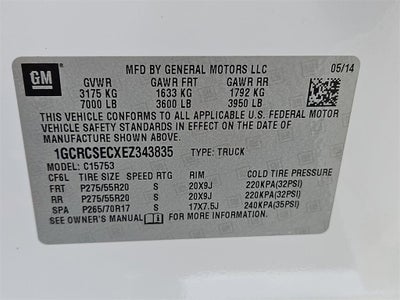 GM
MFD BY GENERAL MOTORS LLC 05/14
GVWR GAWR FRT GAWR RR
3175 KG 1633 KG 1792 KG
7000 LB 3600 LB 3950 LB
THIS VEHICLE CONFORMS TO ALL APPLICABLE U.S. FEDERAL MOTOR
VEHICLE SAFETY AND THEFT PREVENTION STANDARDS IN EFFECT ON THE DATE OF
MANUFACTURE SHOWN ABOVE.
1GCRCSECXEZ343835 TYPE: TRUCK
MODEL: C15753
CF6L TIRE SIZE SPEED RTG RIM COLD TIRE PRESSURE
FRT P275/55R20 S 20X9J 220KPA(32PSI)
RR P275/55R20 S 20X9J 220KPA(32PSI)
SPA P265/70R17 S 17X7.5J 240KPA(35PSI)
SEE OWNER'S MANUAL FOR ADDITIONAL INFORMATION.